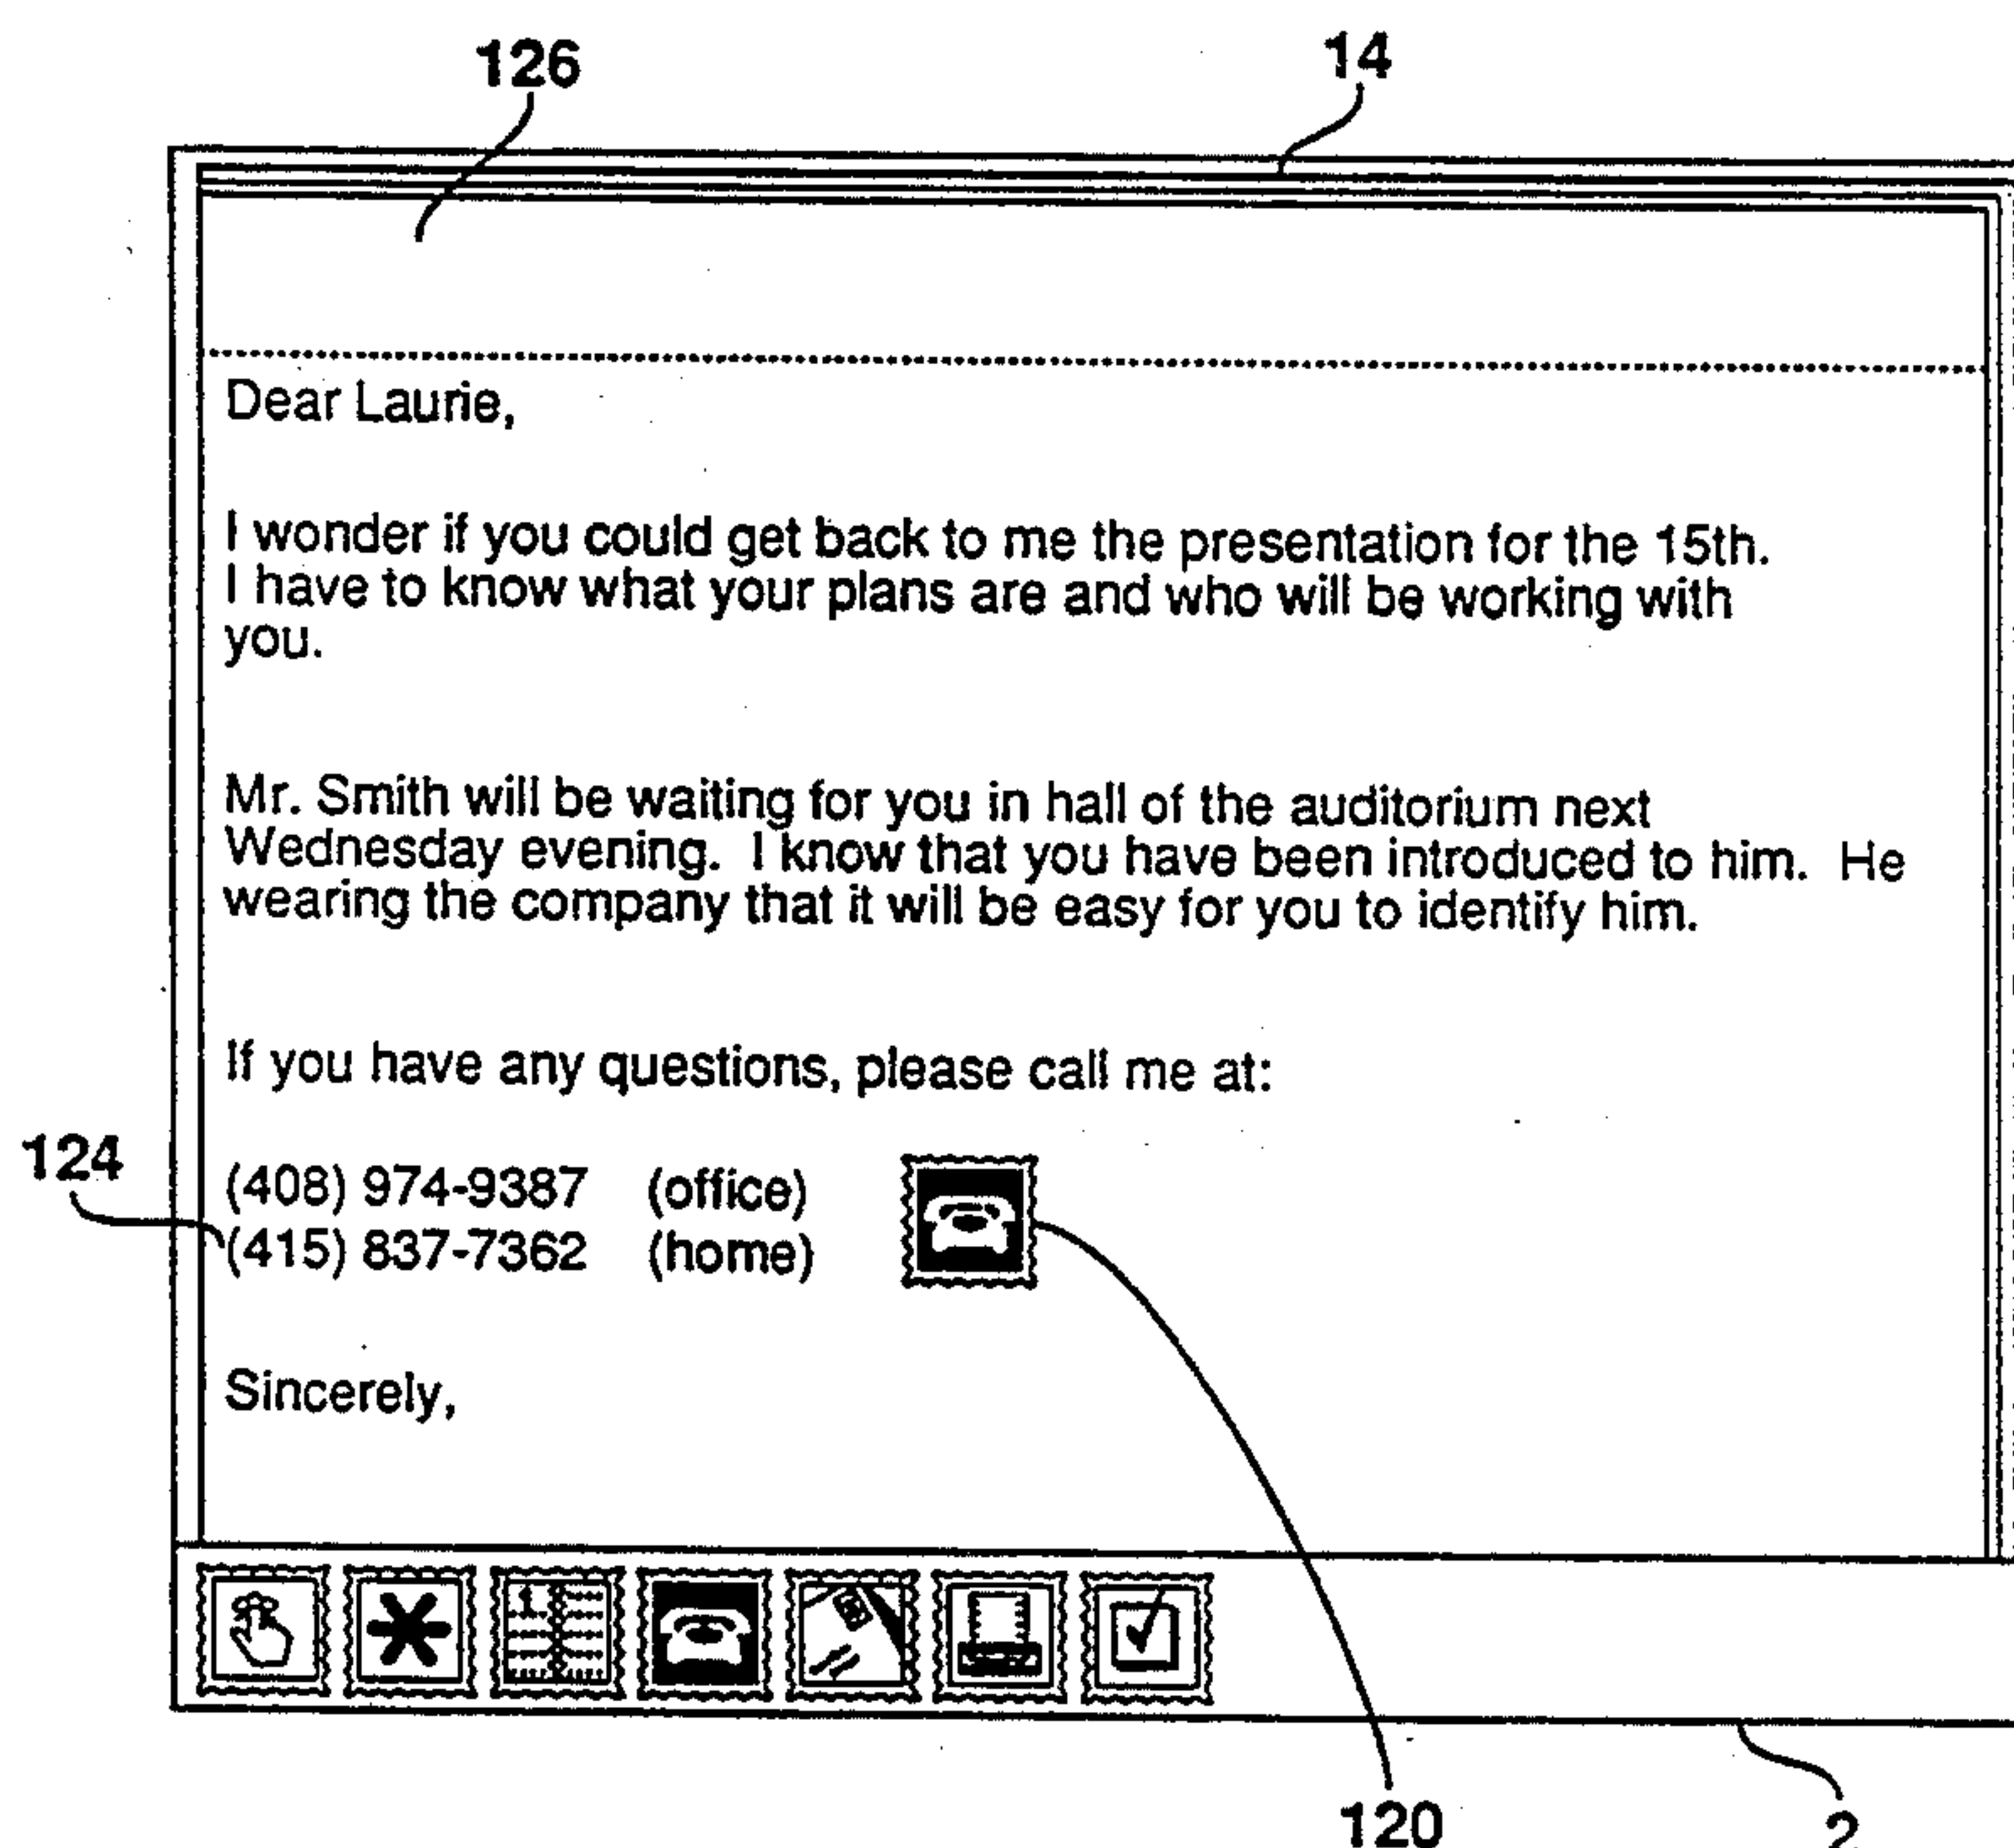 126
14
Dear Laurie,
I wonder if you could get back to me the presentation for the 15th.
I have to know what your plans are and who will be working with
you.
Mr. Smith will be waiting for you in hall of the auditorium next
Wednesday evening. I know that you have been introduced to him. He
wearing the company that it will be easy for you to identify him.
If you have any questions, please call me at:
124
(408) 974-9387 (office)
(415) 837-7362 (home)
Sincerely,
1
120
2